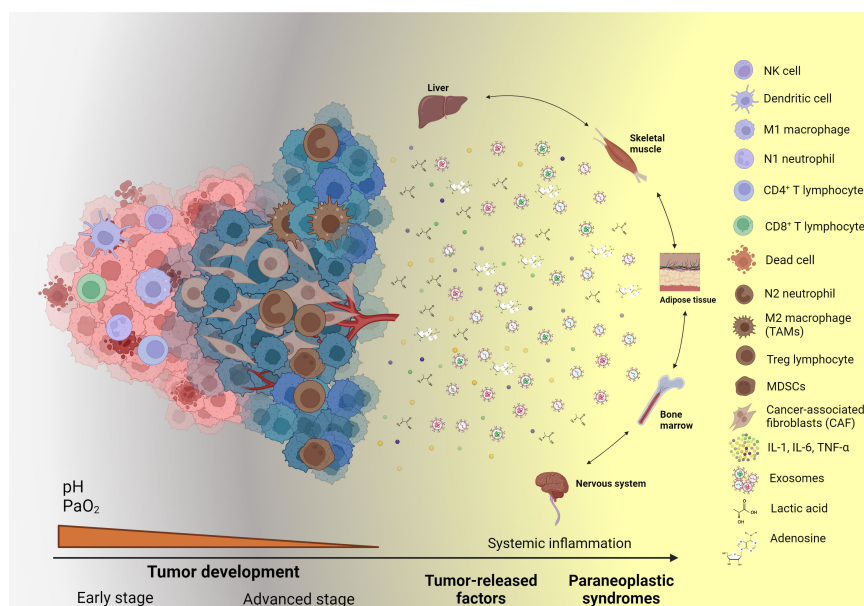 Liver
Skeletal
muscle
Adipose tissue
Bone
marrow
Nervous system
NK cell
Dendritic cell
M1 macrophage
N1 neutrophil
CD4⁺ T lymphocyte
CD8⁺ T lymphocyte
Dead cell
N2 neutrophil
M2 macrophage
(TAMs)
Treg lymphocyte
MDSCs
Cancer-associated
fibroblasts (CAF)
IL-1, IL-6, TNF-α
Exosomes
Lactic acid
Adenosine
pH
PaO₂
Systemic inflammation
Tumor development
Early stage
Advanced stage
Tumor-released
factors
Paraneoplastic
syndromes